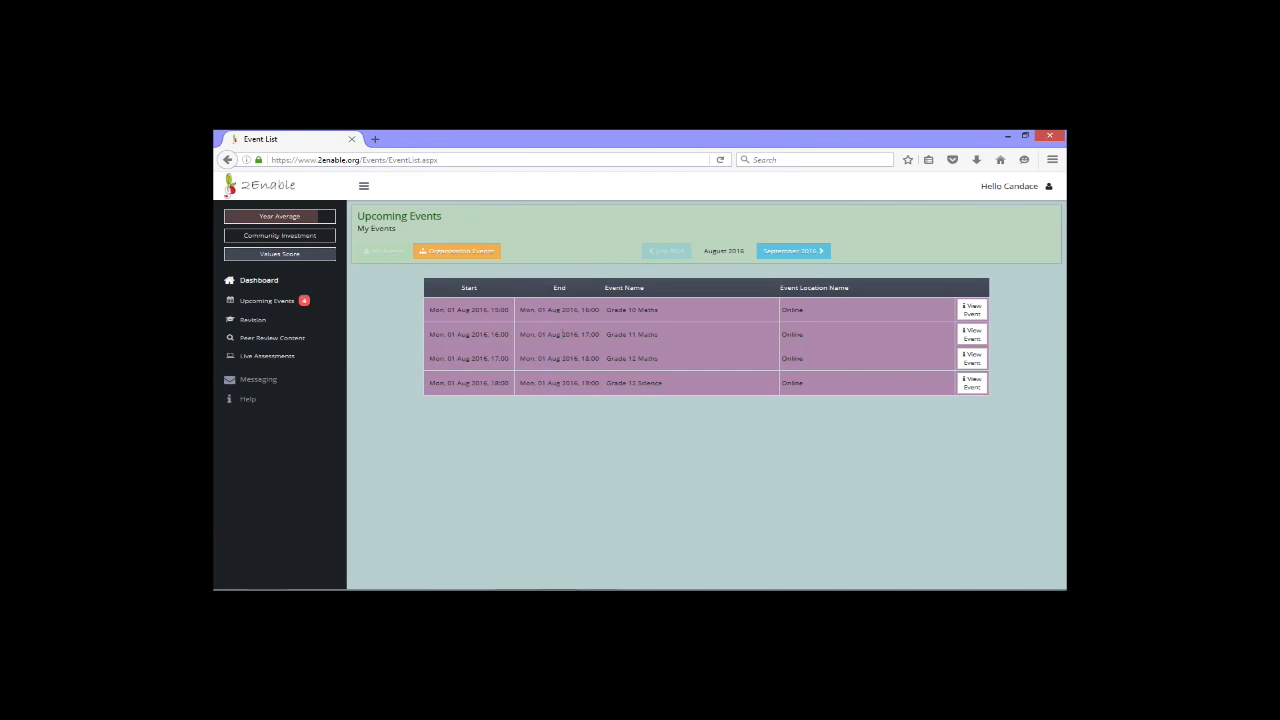 Event List
https://www.2enable.org/Events/EventList.aspx
Search
2Enable
Hello Candace
Year Average
Community Investment
Values Score
Dashboard
Upcoming Events 4
Revision
Peer Review Content
Live Assessments
Messaging
Help
Upcoming Events
My Events
My Events Organisation Events July 2016 August 2016 September 2016
Start End Event Name Event Location Name
Mon, 01 Aug 2016, 15:00 Mon, 01 Aug 2016, 16:00 Grade 10 Maths Online View Event
Mon, 01 Aug 2016, 16:00 Mon, 01 Aug 2016, 17:00 Grade 11 Maths Online View Event
Mon, 01 Aug 2016, 17:00 Mon, 01 Aug 2016, 18:00 Grade 12 Maths Online View Event
Mon, 01 Aug 2016, 18:00 Mon, 01 Aug 2016, 19:00 Grade 12 Science Online View Event